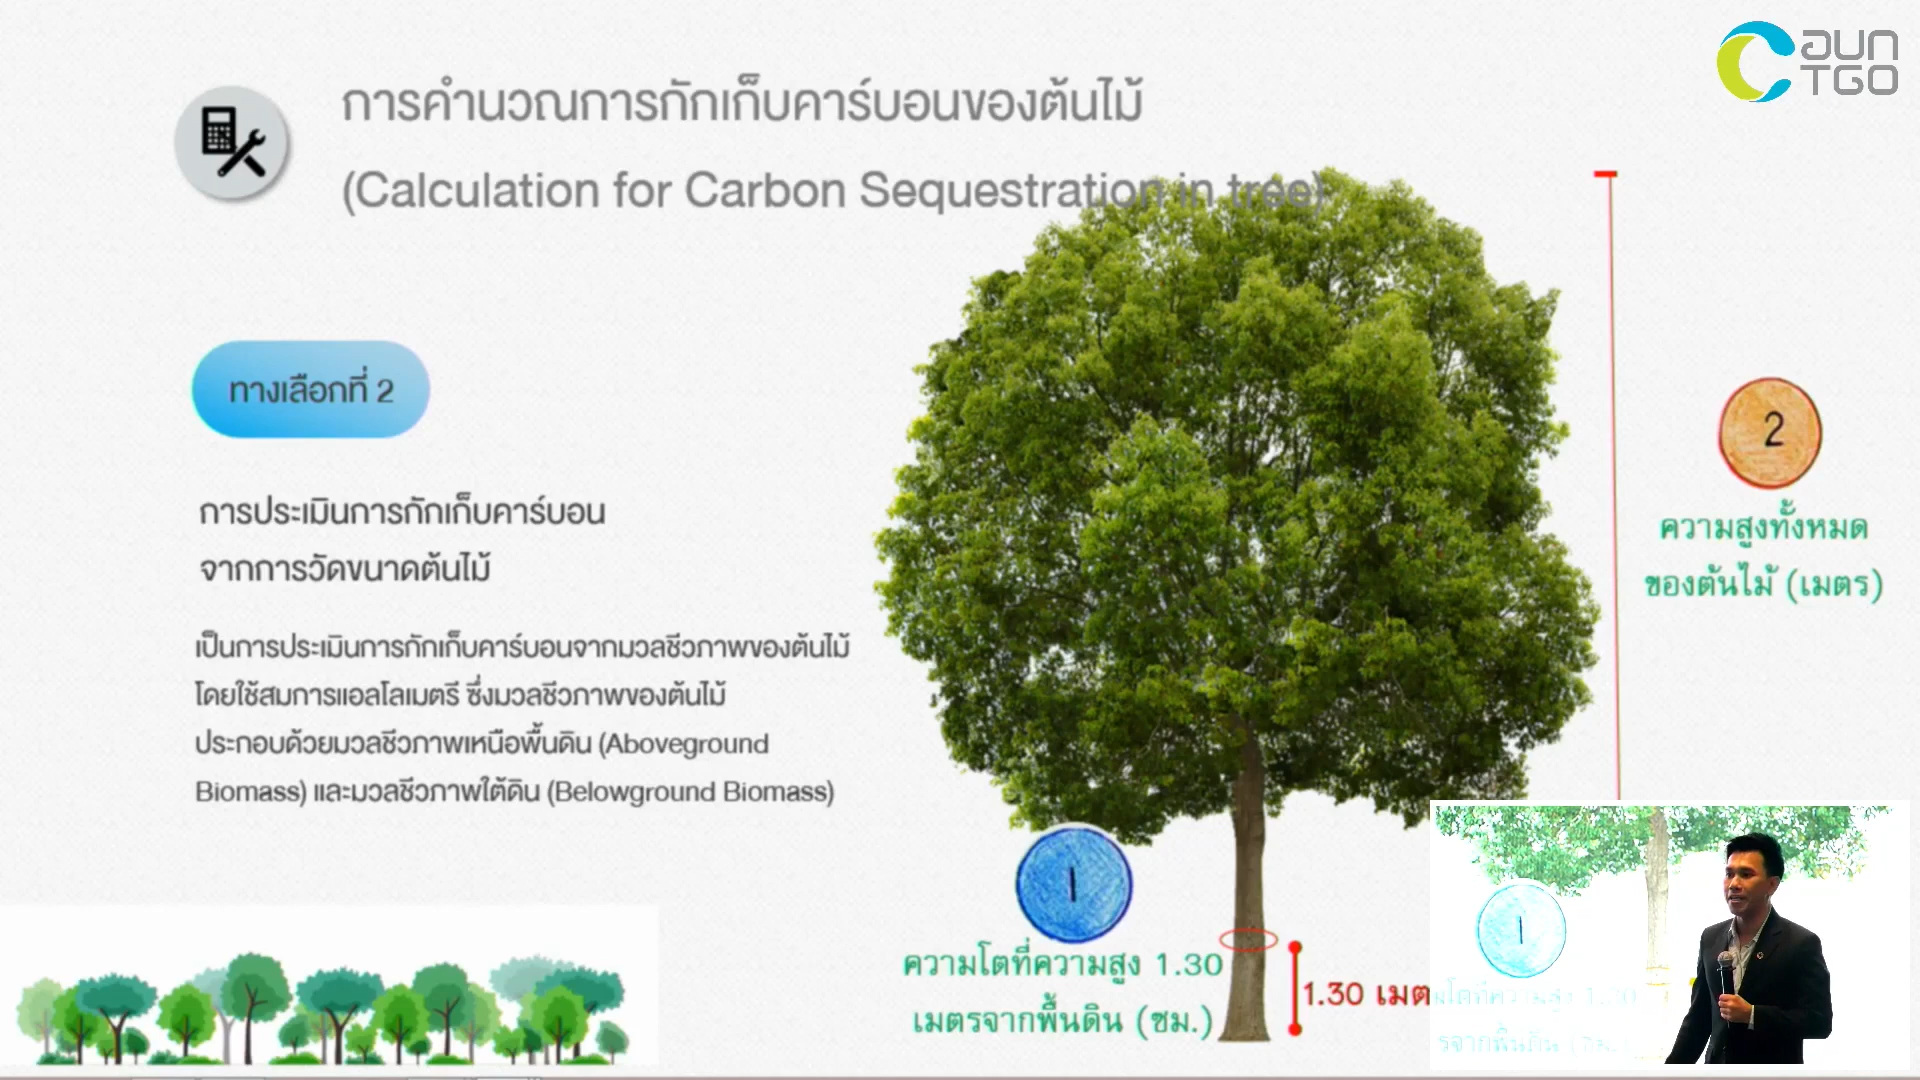 อบก
TGO
การคำนวณการกักเก็บคาร์บอนของต้นไม้
(Calculation for Carbon Sequestration in tree)
ทางเลือกที่ 2
การประเมินการกักเก็บคาร์บอน
จากการวัดขนาดต้นไม้
เป็นการประเมินการกักเก็บคาร์บอนจากมวลชีวภาพของต้นไม้
โดยใช้สมการแอลโลเมตรี ซึ่งมวลชีวภาพของต้นไม้
ประกอบด้วยมวลชีวภาพเหนือพื้นดิน (Aboveground
Biomass) และมวลชีวภาพใต้ดิน (Belowground Biomass)
2
ความสูงทั้งหมด
ของต้นไม้ (เมตร)
1
ความโตที่ความสูง 1.30
เมตรจากพื้นดิน (ซม.)
1.30 เมต
1